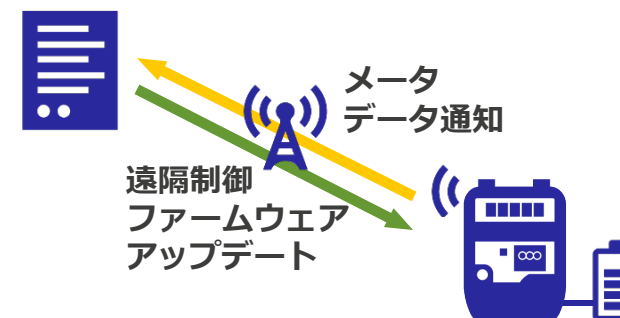 メータ
データ通知
遠隔制御
ファームウェア
アップデート